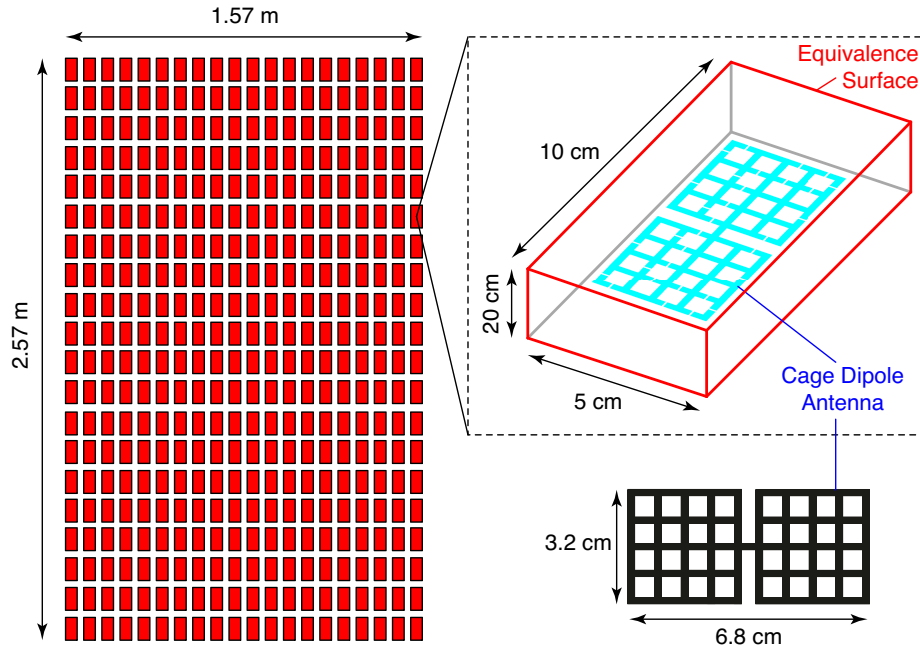 1.57 m
2.57 m
Equivalence
Surface
10 cm
20 cm
5 cm
Cage Dipole
Antenna
3.2 cm
6.8 cm